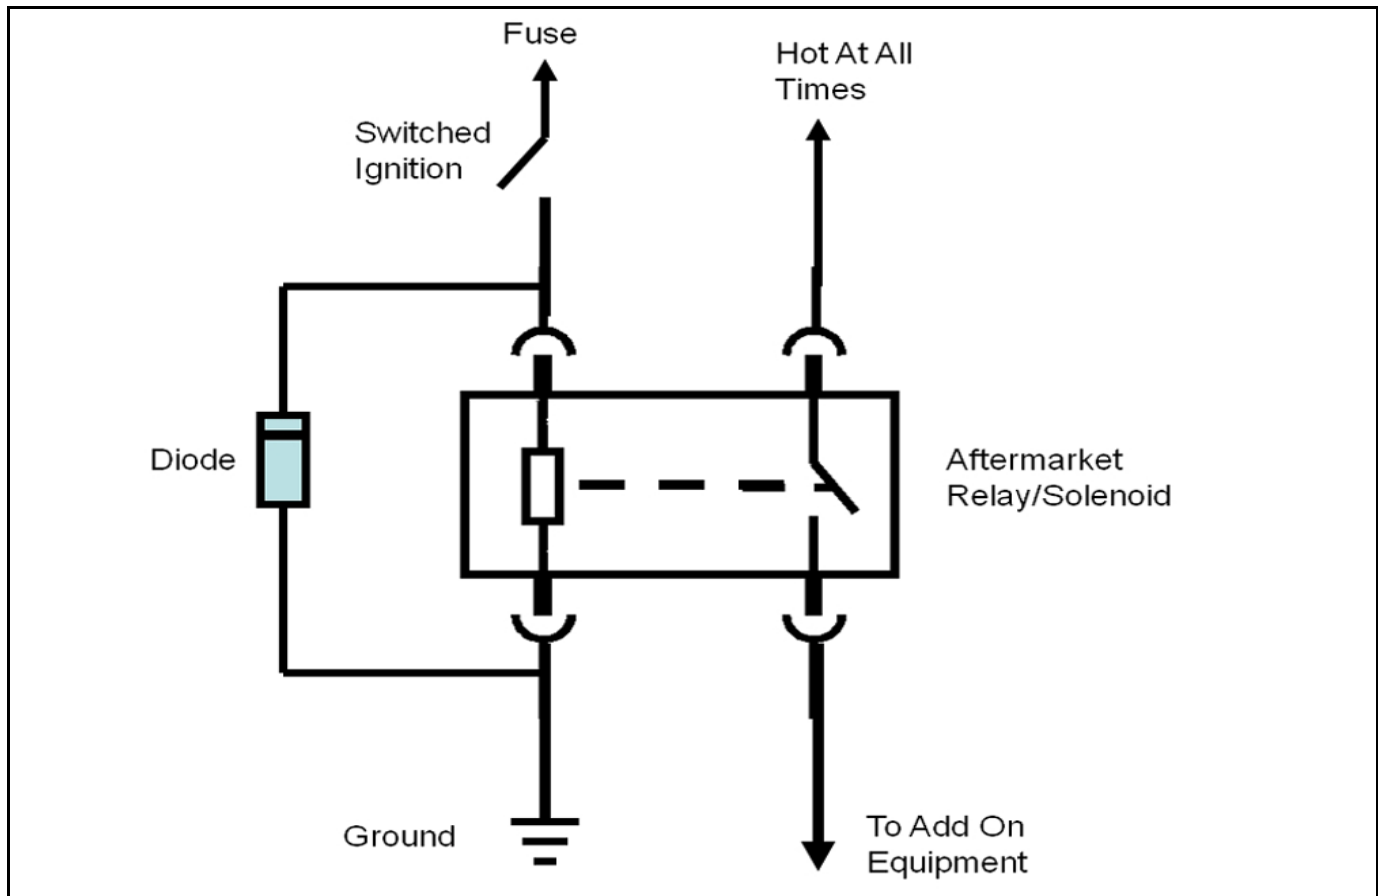 Fuse
Hot At All
Times
Switched
Ignition
Diode
Aftermarket
Relay/Solenoid
Ground
To Add On
Equipment